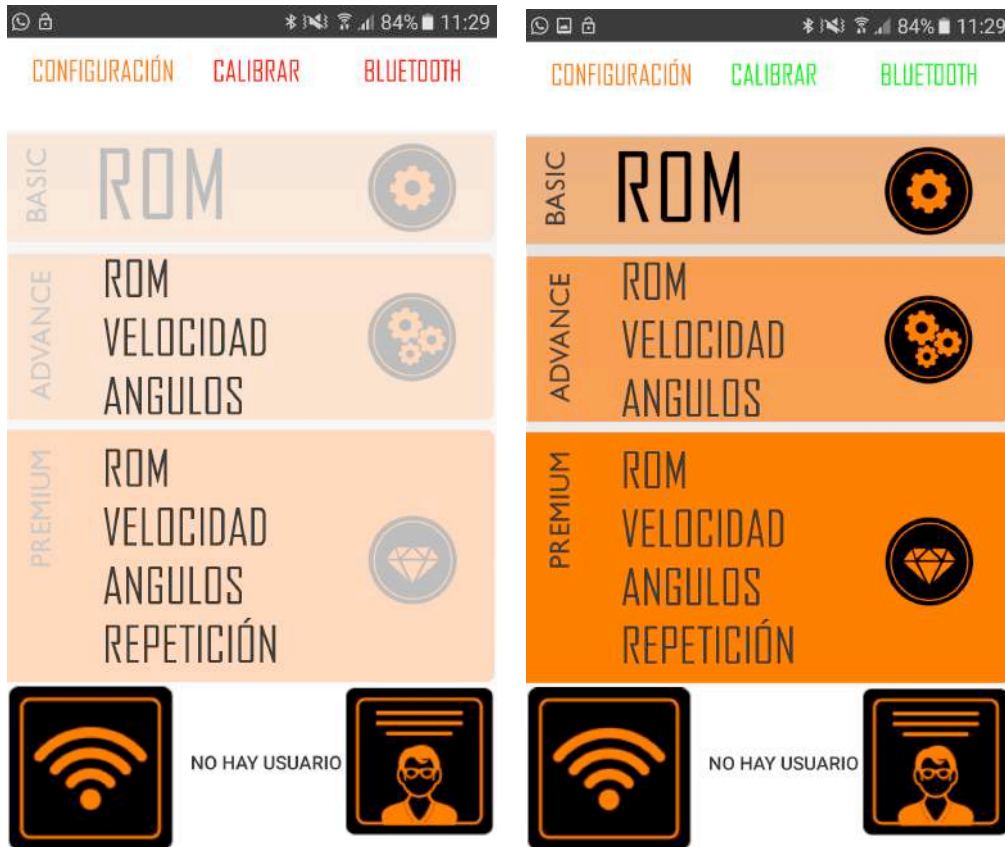 84% 11:29
CONFIGURACIÓN CALIBRAR BLUETOOTH
BASIC
ROM
ADVANCE
ROM
VELOCIDAD
ANGULOS
PREMIUM
ROM
VELOCIDAD
ANGULOS
REPETICIÓN
NO HAY USUARIO
84% 11:29
CONFIGURACIÓN CALIBRAR BLUETOOTH
BASIC
ROM
ADVANCE
ROM
VELOCIDAD
ANGULOS
PREMIUM
ROM
VELOCIDAD
ANGULOS
REPETICIÓN
NO HAY USUARIO